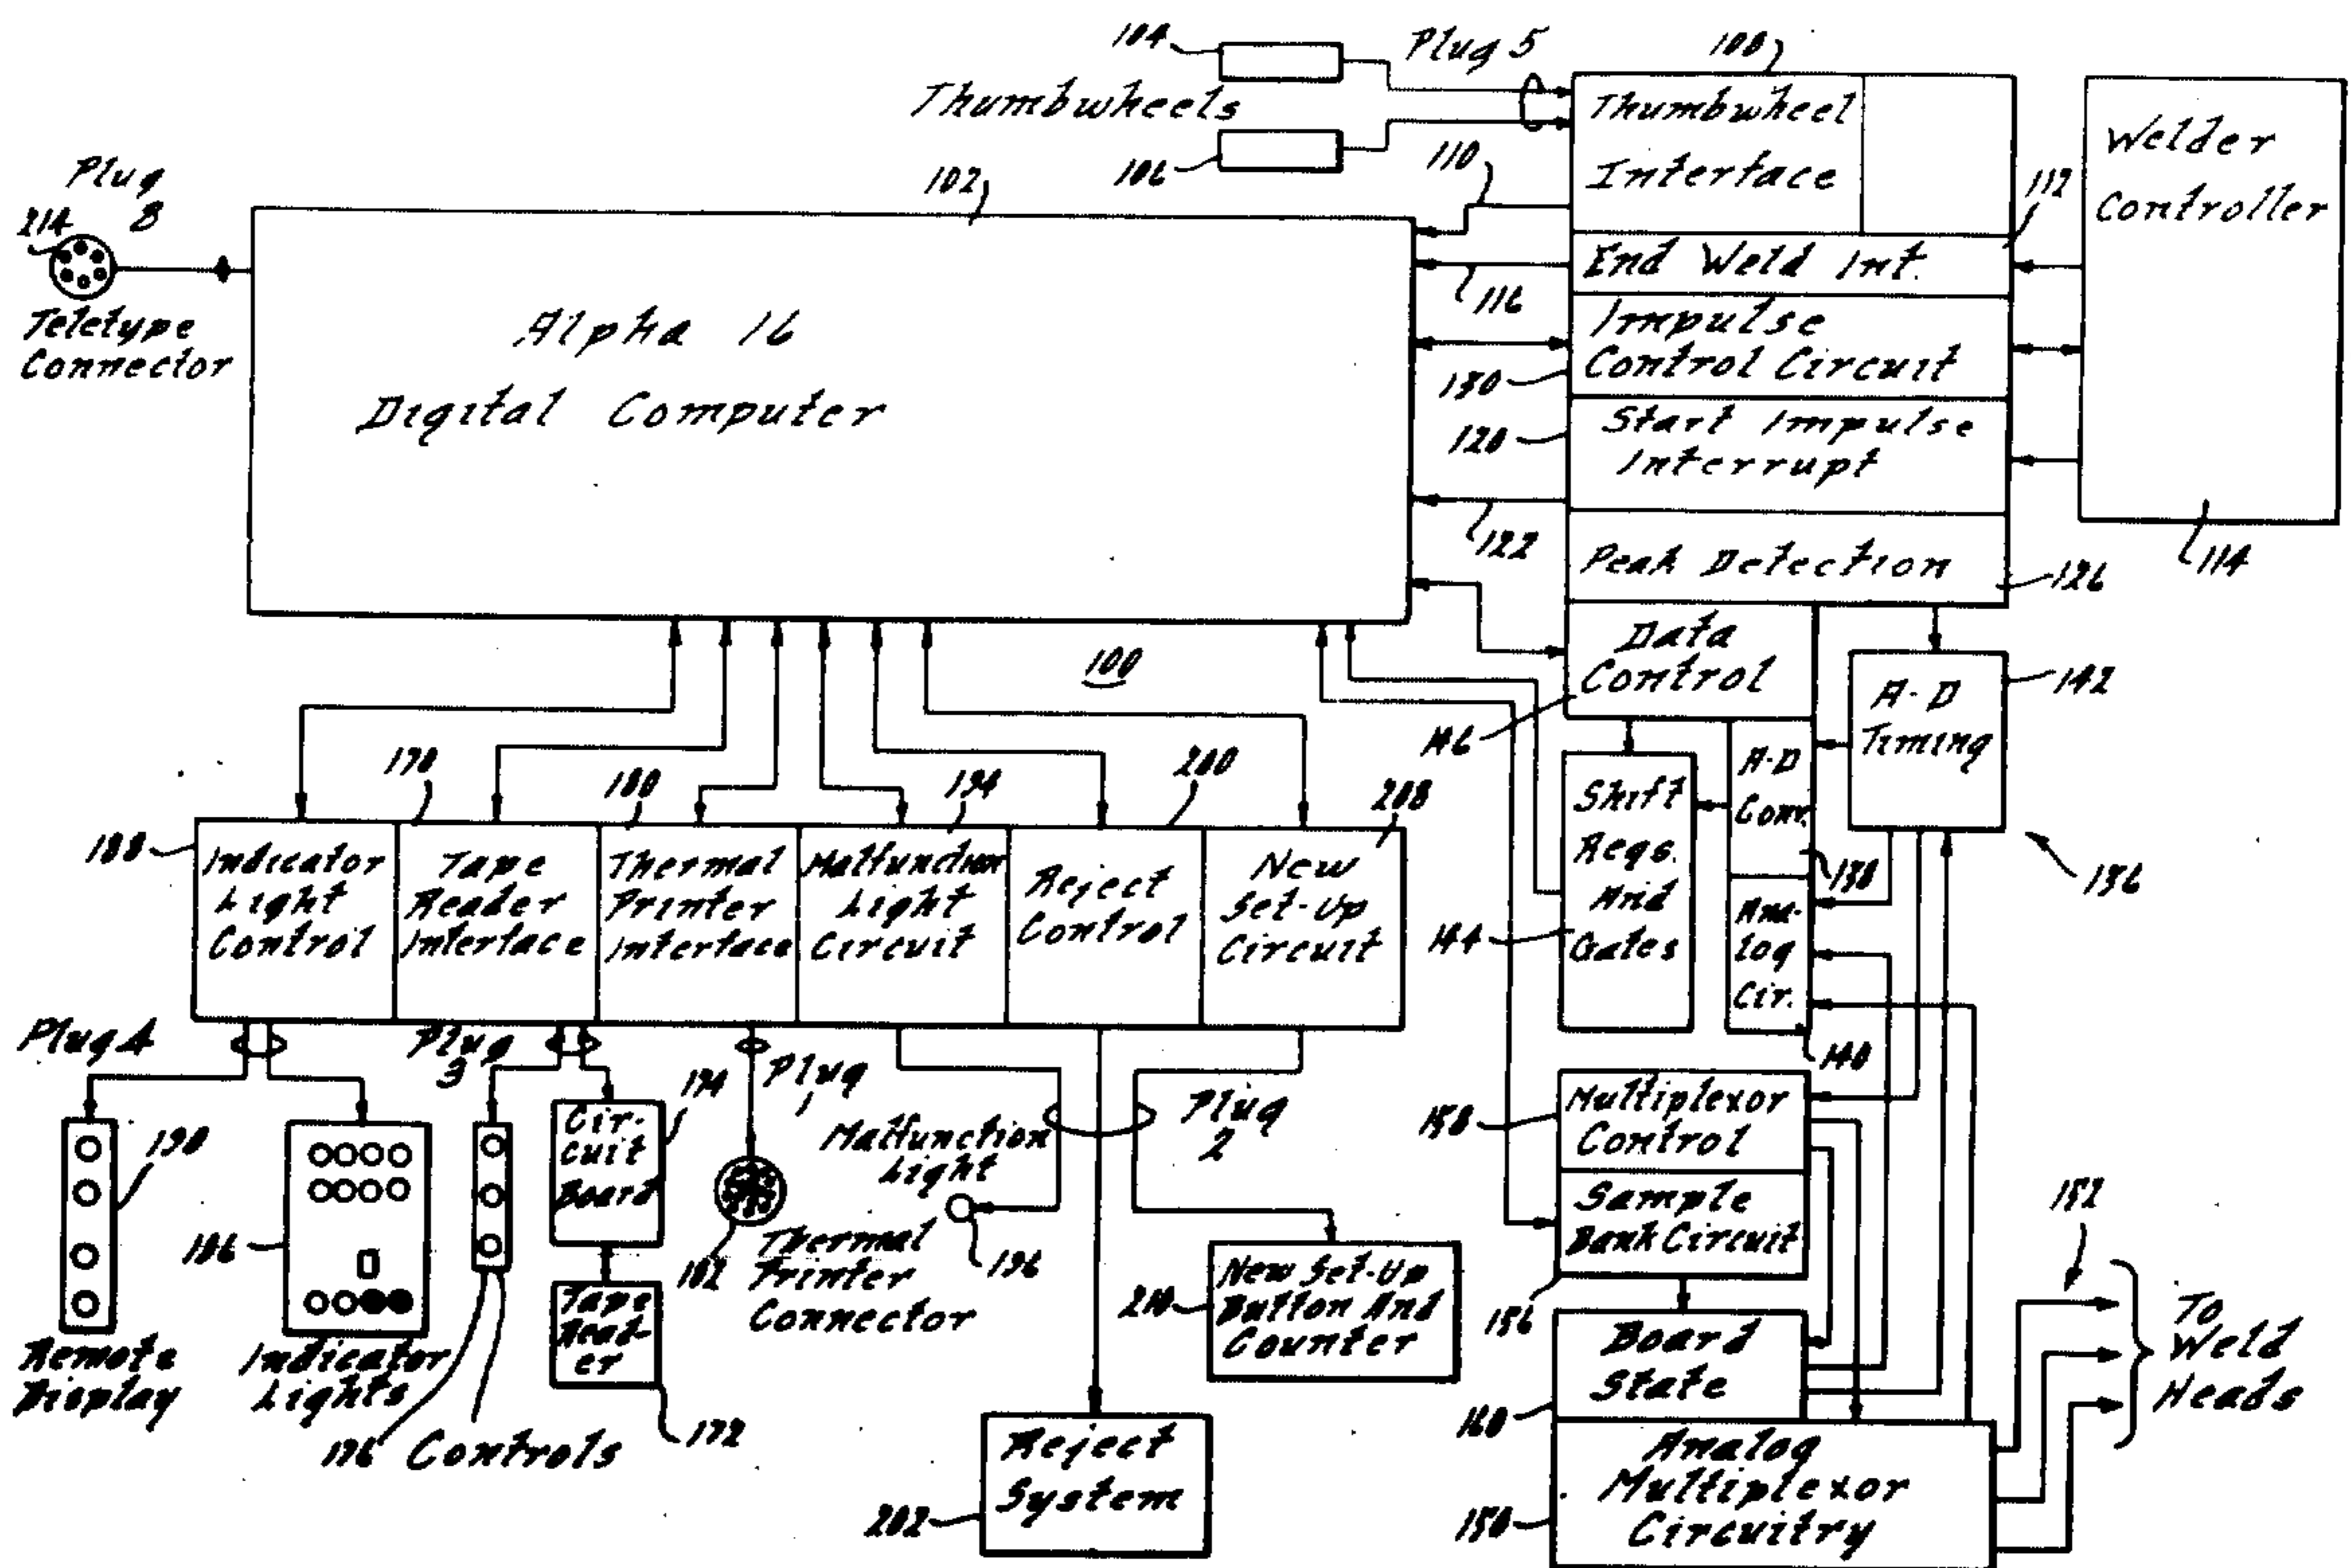 104
Plug 5
108
Thumbwheels
106
Thumbwheel
Interface
Welder
Controller
112
110
102
Plug
8
214
Teletype
Connector
Alpha 16
Digital Computer
End Weld Int.
116
Impulse
Control Circuit
130
Start Impulse
Interrupt
120
122
Peak Detection
126
114
100
Data
Control
146
A-D
Timing
142
136
170
180
194
200
208
188
Indicator
Light
Control
Tape
Reader
Interface
Thermal
Printer
Interface
Malfunction
Light
Circuit
Reject
Control
New
Set-Up
Circuit
Shift
Regs.
And
Gates
144
A-D
Conv.
138
Ana-
log
Cir.
140
Plug 4
Plug
3
Plug
1
Plug
2
190
Remote
Display
186
Indicator
Lights
176 Controls
Cir-
cuit
Board
174
Tape
Read-
er
172
182
Thermal
Printer
Connector
Malfunction
Light
196
210
New Set-Up
Button And
Counter
Reject
System
202
158
Multiplexor
Control
Sample
Bank Circuit
156
Board
State
160
Analog
Multiplexor
Circuitry
150
152
To
Weld
Heads